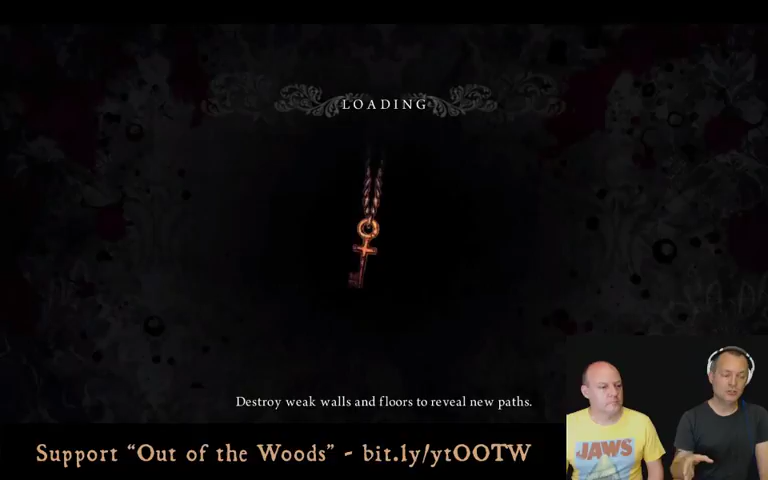 LOADING
Destroy weak walls and floors to reveal new paths.
Support “Out of the Woods” - bit.ly/ytOOTW
JAWS